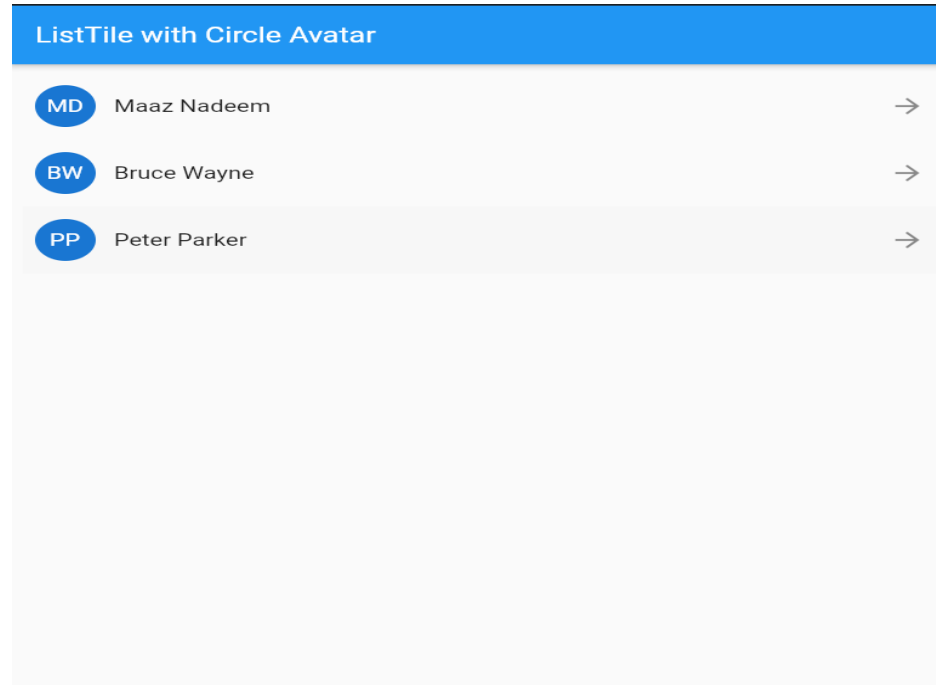 ListTile with Circle Avatar
MD Maaz Nadeem
BW Bruce Wayne
PP Peter Parker